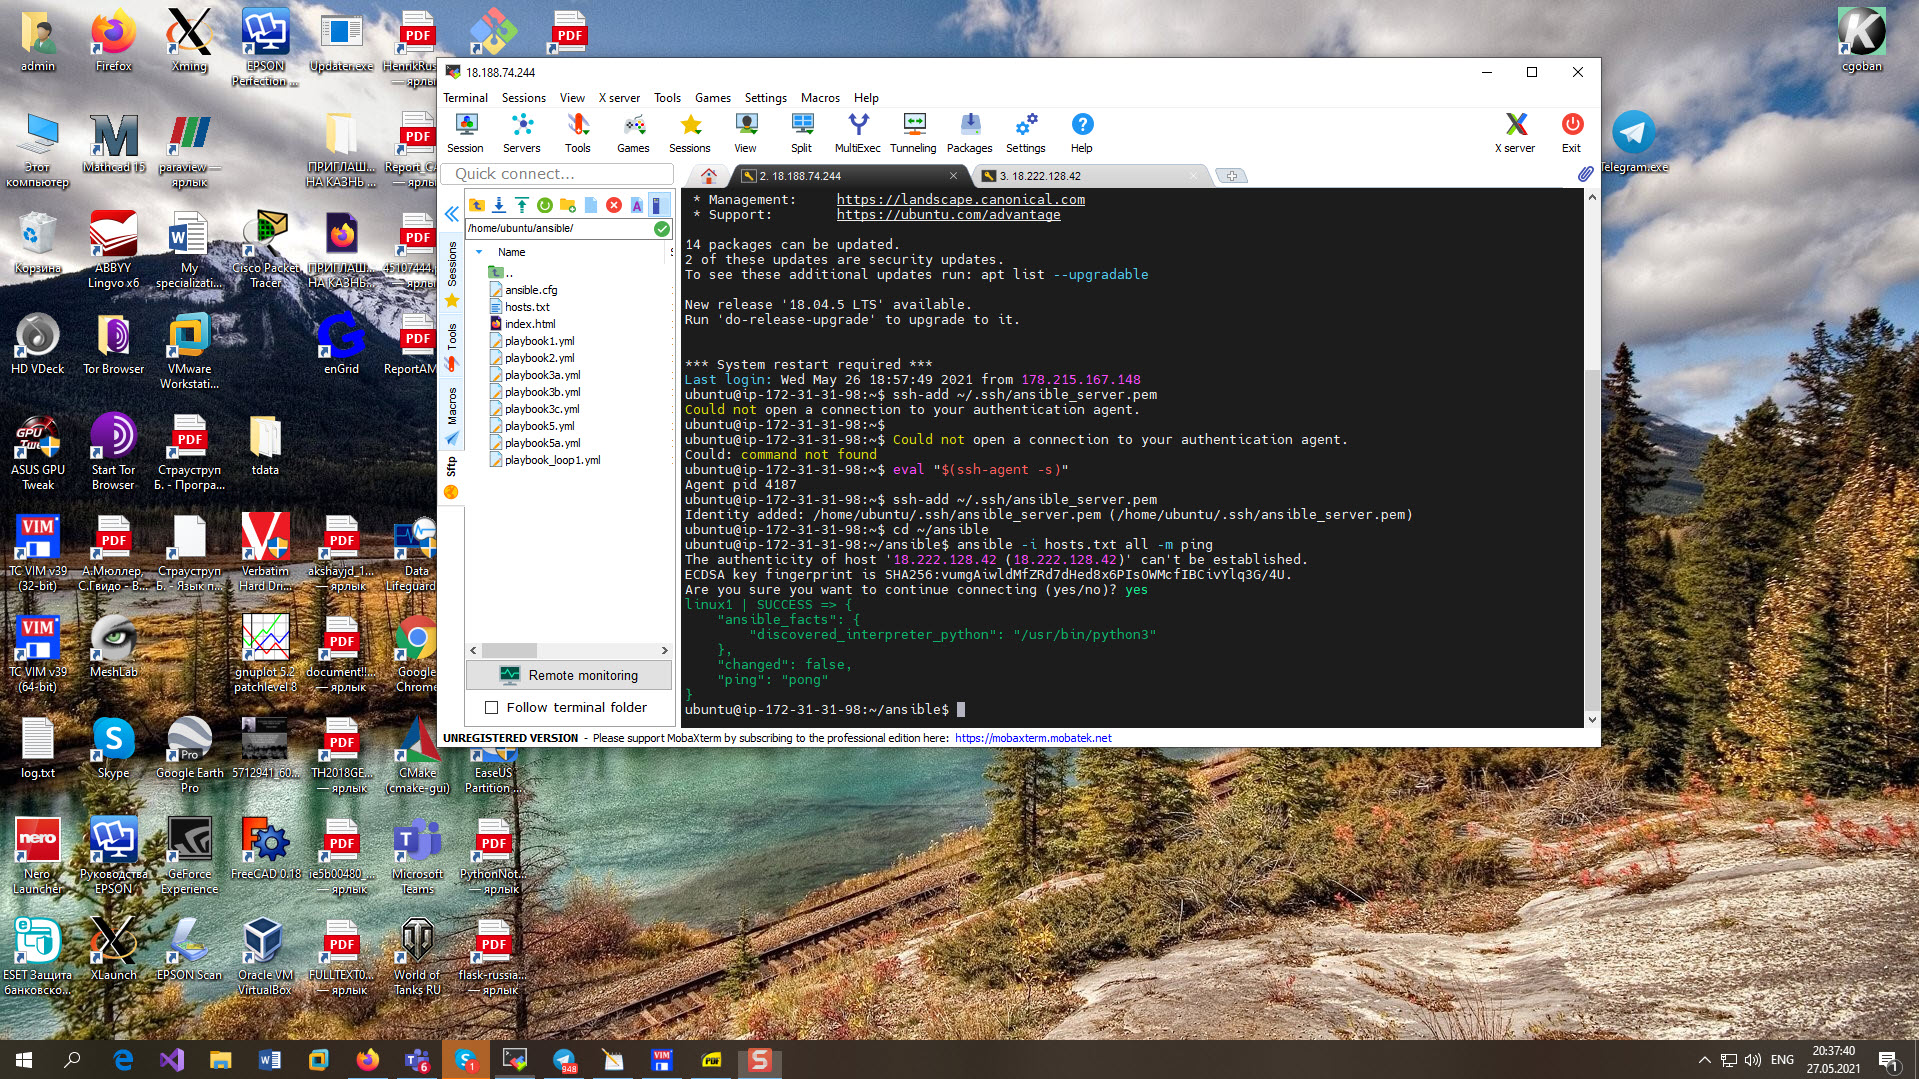 admin
Firefox
Xming
EPSON
Perfection ...
Updater.exe
HenrikRus...
— ярлык
Этот
компьютер
Mathcad 15
paraview —
ярлык
ПРИГЛАШ...
НА КАЗНЬ
Report_GA...
— ярлык
Корзина
ABBYY
Lingvo x6
My
specializati...
Cisco Packet
Tracer
ПРИГЛАШ...
НА КАЗНЬ...
45107444.p...
— ярлык
HD VDeck
Tor Browser
VMware
Workstati...
enGrid
ReportAM...
ASUS GPU
Tweak
Start Tor
Browser
Страуструп
Б. - Програ...
tdata
TC VIM v39
(32-bit)
А.Мюллер,
С.Гвидо - В...
Страуструп
Б. - Язык п...
Verbatim
Hard Driv...
akshayjd_1...
— ярлык
Data
Lifeguard...
TC VIM v39
(64-bit)
MeshLab
gnuplot 5.2
patchlevel 8
document!!...
— ярлык
Google
Chrome
log.txt
Skype
Google Earth
Pro
5712941_60...
TH2018GE...
— ярлык
CMake
(cmake-gui)
EaseUS
Partition ...
Nero
Launcher
Руководства
EPSON
GeForce
Experience
FreeCAD 0.18
ie5b00480_...
— ярлык
Microsoft
Teams
PythonNot...
— ярлык
ESET Защита
банковско...
XLaunch
EPSON Scan
Oracle VM
VirtualBox
FULLTEXT0...
— ярлык
World of
Tanks RU
flask-russia...
— ярлык
cgoban
Telegram.exe
18.188.74.244
Terminal Sessions View X server Tools Games Settings Macros Help
Session Servers Tools Games Sessions View Split MultiExec Tunneling Packages Settings Help X server Exit
Quick connect...
2. 18.188.74.244
3. 18.222.128.42
Sessions
Tools
Macros
Sftp
/home/ubuntu/ansible/
Name
..
ansible.cfg
hosts.txt
index.html
playbook1.yml
playbook2.yml
playbook3a.yml
playbook3b.yml
playbook3c.yml
playbook5.yml
playbook5a.yml
playbook_loop1.yml
Remote monitoring
Follow terminal folder
* Management: https://landscape.canonical.com
* Support: https://ubuntu.com/advantage
14 packages can be updated.
2 of these updates are security updates.
To see these additional updates run: apt list --upgradable
New release '18.04.5 LTS' available.
Run 'do-release-upgrade' to upgrade to it.
*** System restart required ***
Last login: Wed May 26 18:57:49 2021 from 178.215.167.148
ubuntu@ip-172-31-31-98:~$ ssh-add ~/.ssh/ansible_server.pem
Could not open a connection to your authentication agent.
ubuntu@ip-172-31-31-98:~$
ubuntu@ip-172-31-31-98:~$ Could not open a connection to your authentication agent.
Could: command not found
ubuntu@ip-172-31-31-98:~$ eval "$(ssh-agent -s)"
Agent pid 4187
ubuntu@ip-172-31-31-98:~$ ssh-add ~/.ssh/ansible_server.pem
Identity added: /home/ubuntu/.ssh/ansible_server.pem (/home/ubuntu/.ssh/ansible_server.pem)
ubuntu@ip-172-31-31-98:~$ cd ~/ansible
ubuntu@ip-172-31-31-98:~/ansible$ ansible -i hosts.txt all -m ping
The authenticity of host '18.222.128.42 (18.222.128.42)' can't be established.
ECDSA key fingerprint is SHA256:vumgAiwldMfZRd7dHed8x6PIsOWMcfIBCivYlq3G/4U.
Are you sure you want to continue connecting (yes/no)? yes
linux1 | SUCCESS => {
"ansible_facts": {
"discovered_interpreter_python": "/usr/bin/python3"
},
"changed": false,
"ping": "pong"
}
ubuntu@ip-172-31-31-98:~/ansible$
UNREGISTERED VERSION - Please support MobaXterm by subscribing to the professional edition here: https://mobaxterm.mobatek.net
ENG
20:37:40
27.05.2021